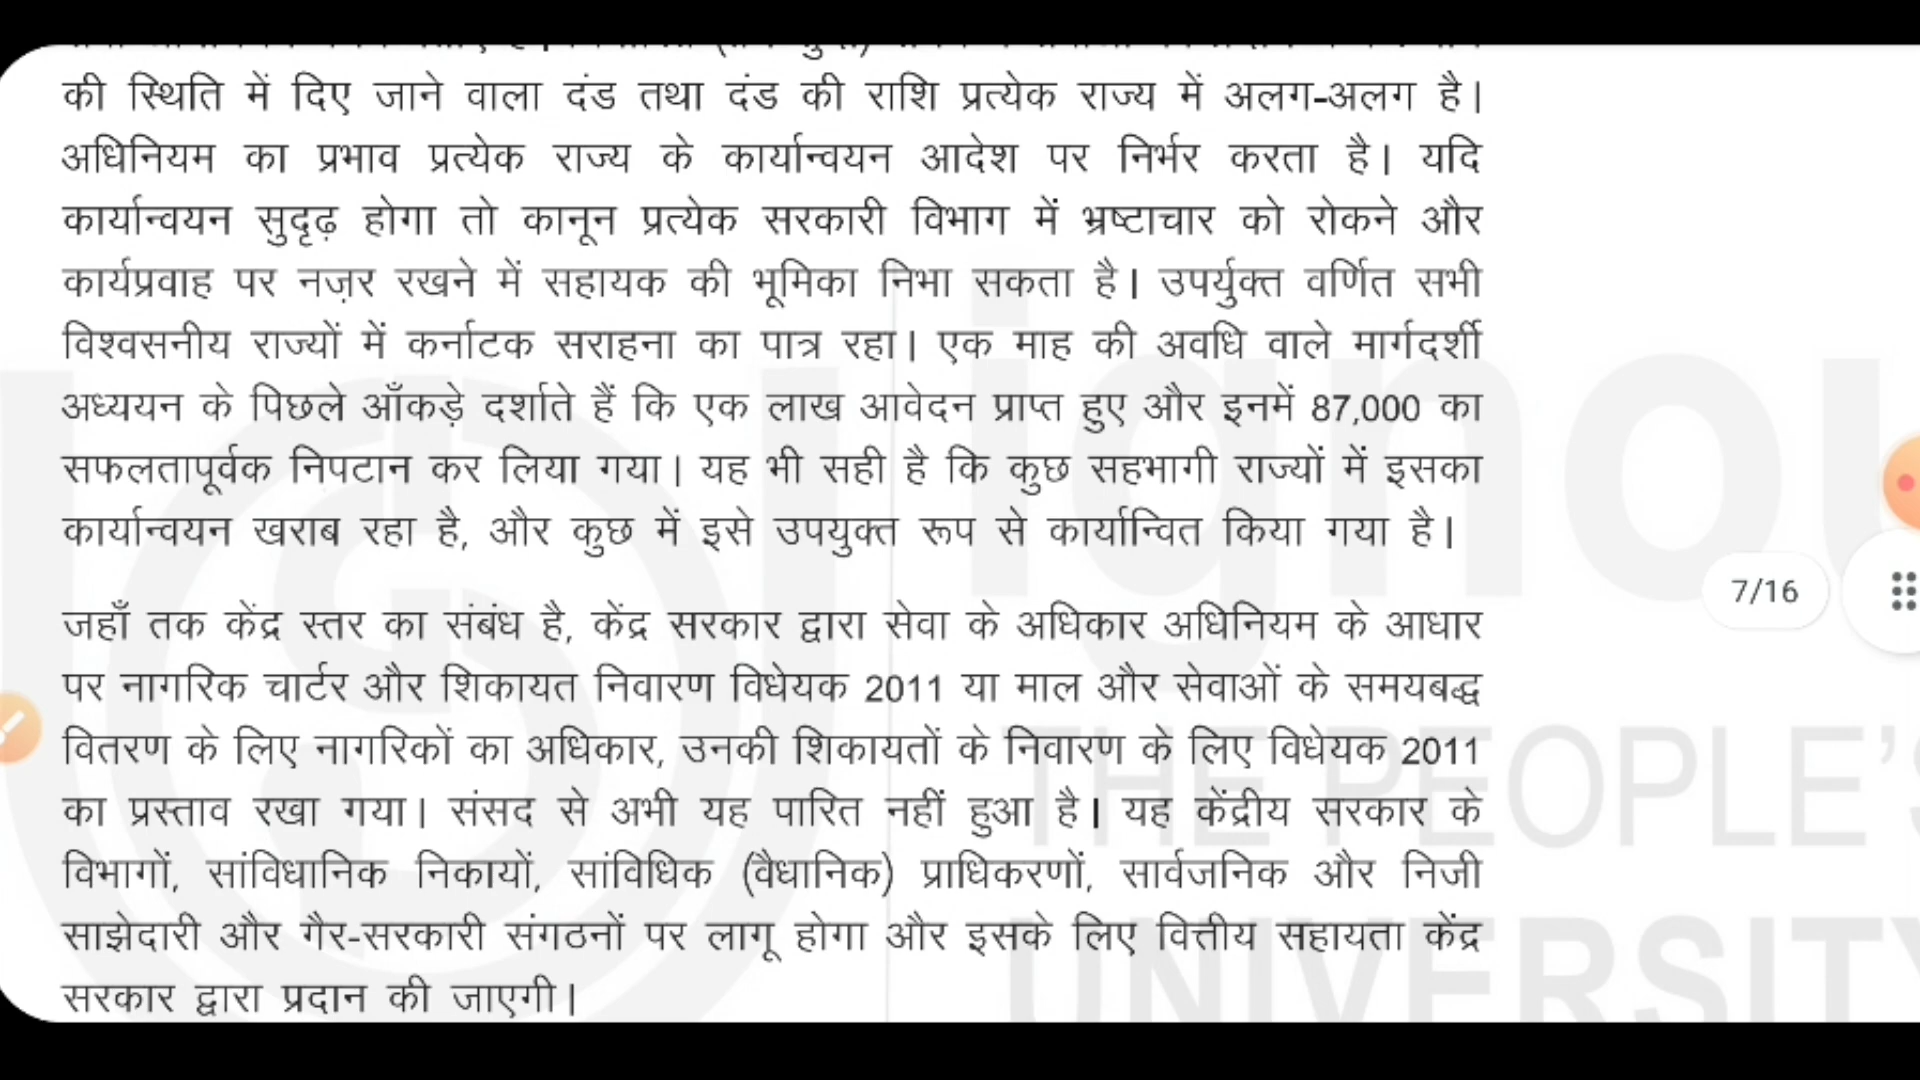 की स्थिति में दिए जाने वाला दंड तथा दंड की राशि प्रत्येक राज्य में अलग-अलग है।
अधिनियम का प्रभाव प्रत्येक राज्य के कार्यान्वयन आदेश पर निर्भर करता है। यदि
कार्यान्वयन सुदृढ़ होगा तो कानून प्रत्येक सरकारी विभाग में भ्रष्टाचार को रोकने और
कार्यप्रवाह पर नज़र रखने में सहायक की भूमिका निभा सकता है। उपर्युक्त वर्णित सभी
विश्वसनीय राज्यों में कर्नाटक सराहना का पात्र रहा। एक माह की अवधि वाले मार्गदर्शी
अध्ययन के पिछले आँकड़े दर्शाते हैं कि एक लाख आवेदन प्राप्त हुए और इनमें 87,000 का
सफलतापूर्वक निपटान कर लिया गया। यह भी सही है कि कुछ सहभागी राज्यों में इसका
कार्यान्वयन खराब रहा है, और कुछ में इसे उपयुक्त रूप से कार्यान्वित किया गया है।
7/16
जहाँ तक केंद्र स्तर का संबंध है, केंद्र सरकार द्वारा सेवा के अधिकार अधिनियम के आधार
पर नागरिक चार्टर और शिकायत निवारण विधेयक 2011 या माल और सेवाओं के समयबद्ध
वितरण के लिए नागरिकों का अधिकार, उनकी शिकायतों के निवारण के लिए विधेयक 2011
का प्रस्ताव रखा गया। संसद से अभी यह पारित नहीं हुआ है। यह केंद्रीय सरकार के
विभागों, सांविधानिक निकायों, सांविधिक (वैधानिक) प्राधिकरणों, सार्वजनिक और निजी
साझेदारी और गैर-सरकारी संगठनों पर लागू होगा और इसके लिए वित्तीय सहायता केंद्र
सरकार द्वारा प्रदान की जाएगी।
ignou
THE PEOPLE'S
UNIVERSITY